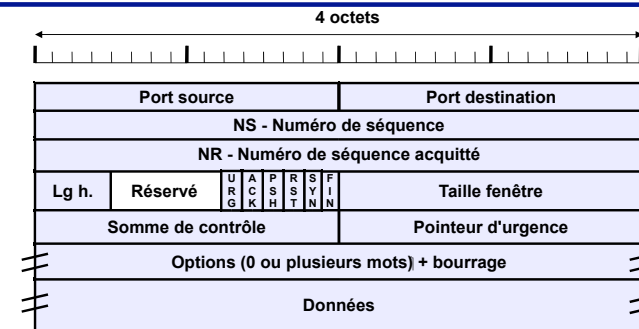 4 octets
Port source Port destination
NS - Numéro de séquence
NR - Numéro de séquence acquitté
Lg h. Réservé URG ACK PSH RST SYN FIN Taille fenêtre
Somme de contrôle Pointeur d'urgence
Options (0 ou plusieurs mots) + bourrage
Données